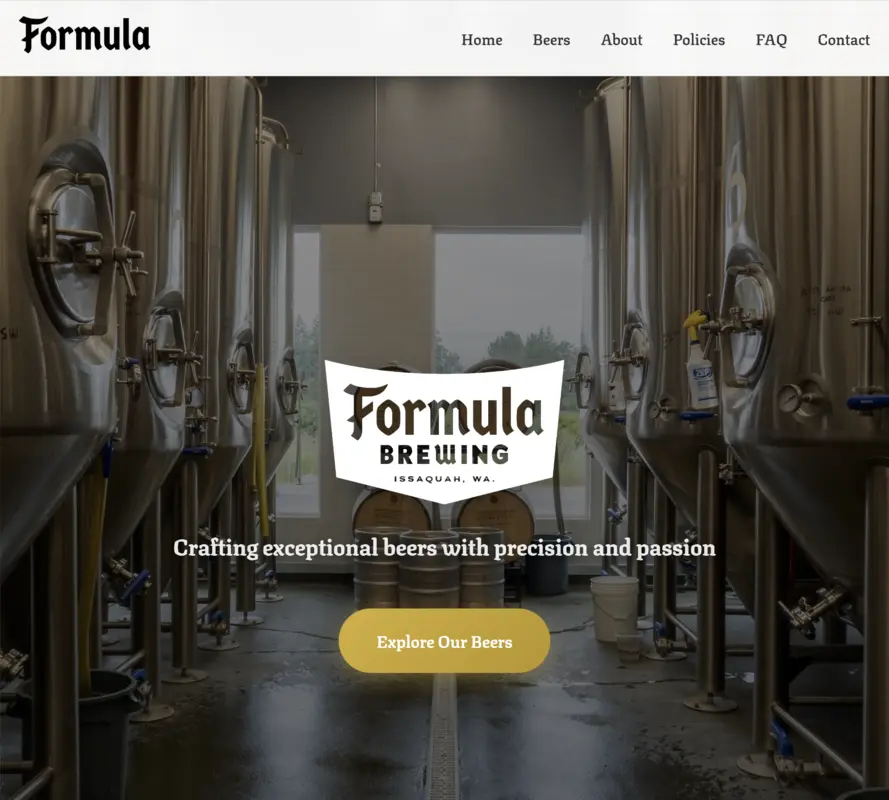 Formula
Home
Beers
About
Policies
FAQ
Contact
Formula
BREWING
ISSAQUAH, WA.
Crafting exceptional beers with precision and passion
Explore Our Beers